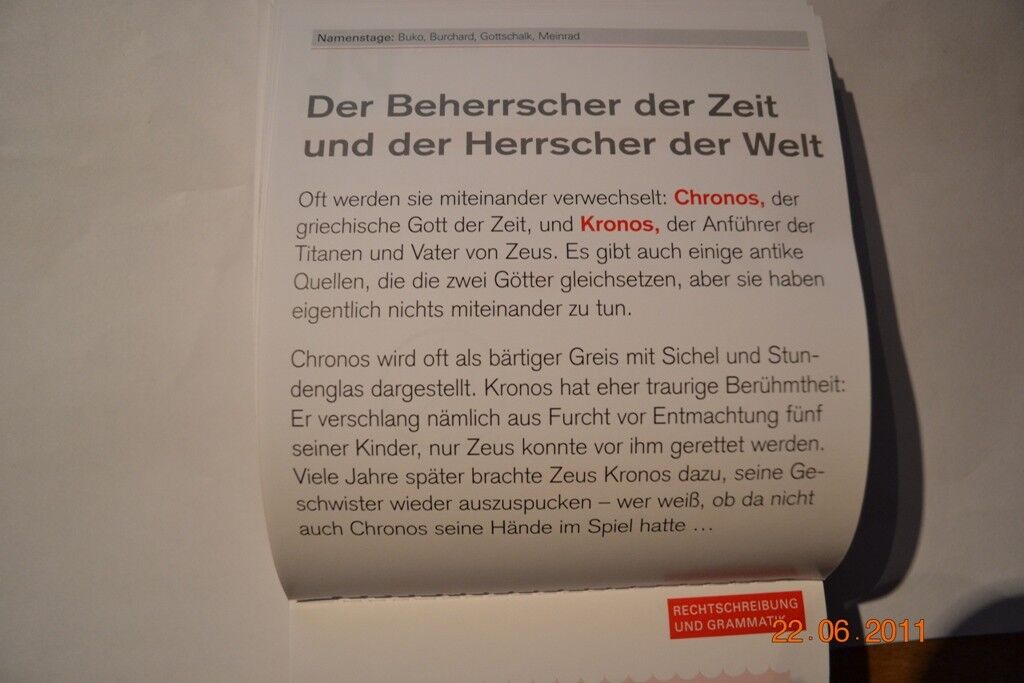 Namenstage: Buko, Burchard, Gottschalk, Meinrad
Der Beherrscher der Zeit
und der Herrscher der Welt
Oft werden sie miteinander verwechselt: Chronos, der
griechische Gott der Zeit, und Kronos, der Anführer der
Titanen und Vater von Zeus. Es gibt auch einige antike
Quellen, die die zwei Götter gleichsetzen, aber sie haben
eigentlich nichts miteinander zu tun.
Chronos wird oft als bärtiger Greis mit Sichel und Stun-
denglas dargestellt. Kronos hat eher traurige Berühmtheit:
Er verschlang nämlich aus Furcht vor Entmachtung fünf
seiner Kinder, nur Zeus konnte vor ihm gerettet werden.
Viele Jahre später brachte Zeus Kronos dazu, seine Ge-
schwister wieder auszuspucken – wer weiß, ob da nicht
auch Chronos seine Hände im Spiel hatte ...
RECHTSCHREIBUNG
UND GRAMMATIK
22.06.2011